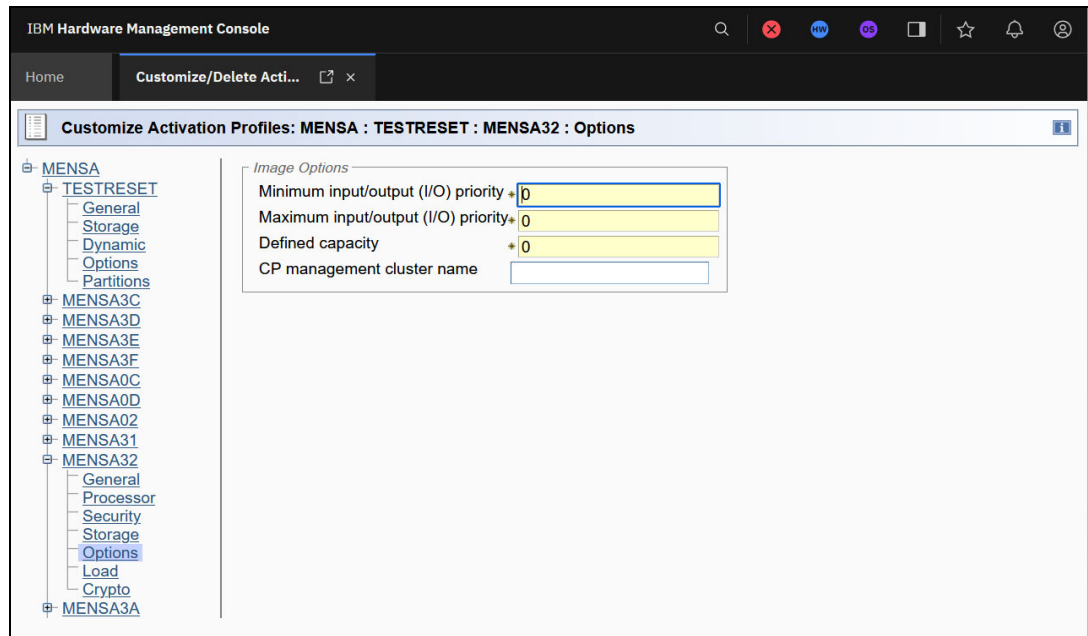 IBM Hardware Management Console
HW
OS
Home
Customize/Delete Acti...
Customize Activation Profiles: MENSA : TESTRESET : MENSA32 : Options
i
MENSA
TESTRESET
General
Storage
Dynamic
Options
Partitions
MENSA3C
MENSA3D
MENSA3E
MENSA3F
MENSA0C
MENSA0D
MENSA02
MENSA31
MENSA32
General
Processor
Security
Storage
Options
Load
Crypto
MENSA3A
Image Options
Minimum input/output (I/O) priority * 0
Maximum input/output (I/O) priority * 0
Defined capacity * 0
CP management cluster name